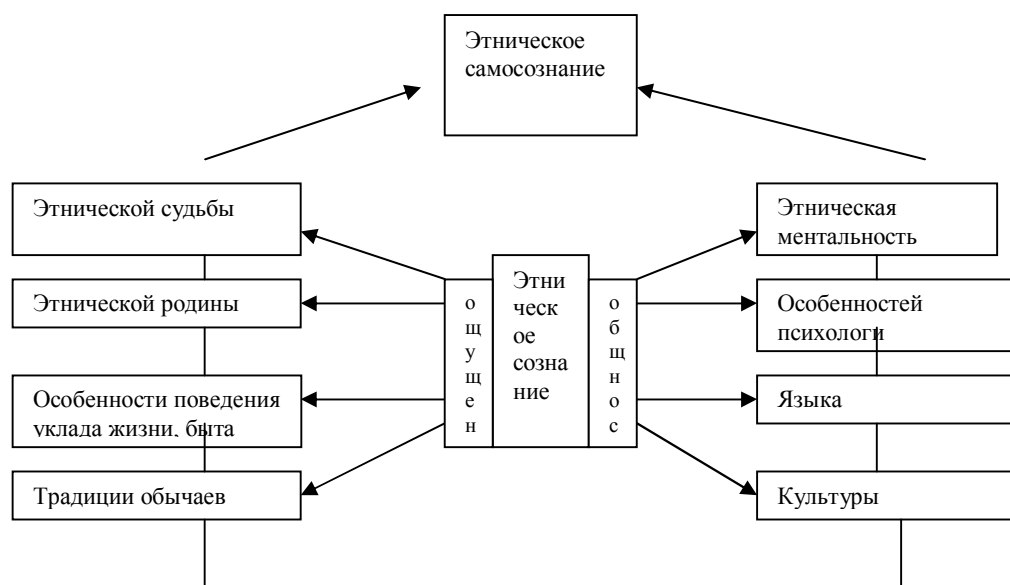 Этническое
самосознание
Этнической судьбы
Этнической родины
Особенности поведения
уклада жизни, быта
Традиции обычаев
о
щ
у
щ
е
н
Этни
ческ
ое
созна
ние
о
б
щ
н
о
с
Этническая
ментальность
Особенностей
психологи
Языка
Культуры